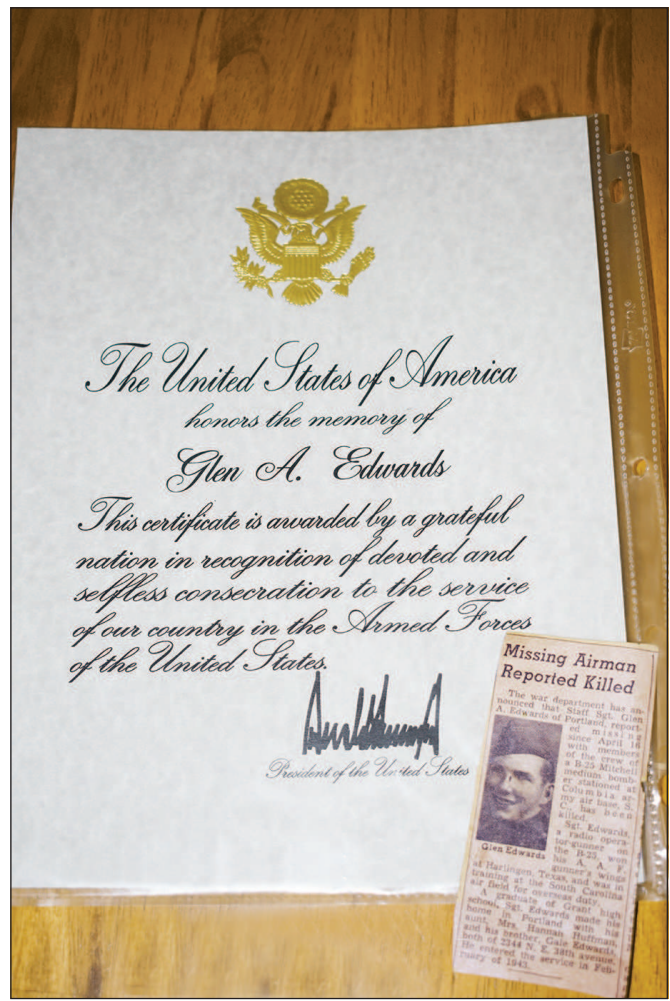 The United States of America
honors the memory of
Glen A. Edwards
This certificate is awarded by a grateful
nation in recognition of devoted and
selfless consecration to the service
of our country in the Armed Forces
of the United States.
President of the United States
Missing Airman
Reported Killed
The war department has an-
nounced that Staff Sgt. Glen
A. Edwards of Portland, report-
ed missing
since April 16
with members
of the crew of
a B-25 Mitchell
medium bomb-
er stationed at
Columbia ar-
my air base, S.
C., has been
killed.
Sgt. Edwards,
a radio opera-
tor-gunner on
the B-25, won
his A. A. F.
gunner's wings
Glen Edwards
at Harlingen, Texas, and was in
training at the South Carolina
air field for overseas duty.
A graduate of Grant high
school, Sgt. Edwards made his
home in Portland with his
aunt, Mrs. Hannah Huffman,
and his brother, Gale Edwards,
both of 2344 N. E. 38th avenue.
He entered the service in Feb-
ruary of 1943.